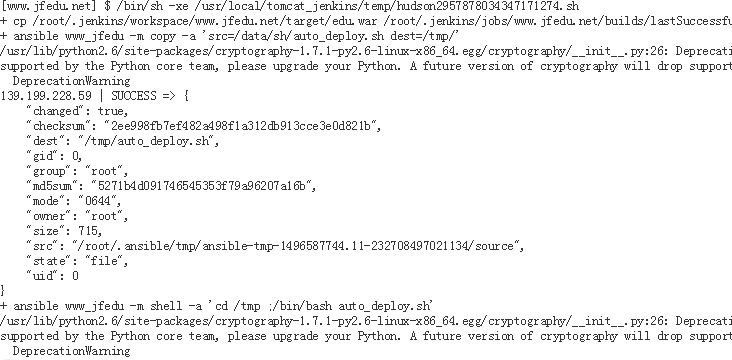 [www.jfedu.net] $ /bin/sh -xe /usr/local/tomcat_jenkins/temp/hudson2957878034347171274.sh
+ cp /root/.jenkins/workspace/www.jfedu.net/target/edu.war /root/.jenkins/jobs/www.jfedu.net/builds/lastSuccessfu
+ ansible www_jfedu -m copy -a 'src=/data/sh/auto_deploy.sh dest=/tmp/'
/usr/lib/python2.6/site-packages/cryptography-1.7.1-py2.6-linux-x86_64.egg/cryptography/__init__.py:26: Deprecati
supported by the Python core team, please upgrade your Python. A future version of cryptography will drop support
DeprecationWarning
139.199.228.59 | SUCCESS => {
"changed": true,
"checksum": "2ee998fb7ef482a498f1a312db913cce3e0d821b",
"dest": "/tmp/auto_deploy.sh",
"gid": 0,
"group": "root",
"md5sum": "5271b4d091746545353f79a96207a16b",
"mode": "0644",
"owner": "root",
"size": 715,
"src": "/root/.ansible/tmp/ansible-tmp-1496587744.11-232708497021134/source",
"state": "file",
"uid": 0
}
+ ansible www_jfedu -m shell -a 'cd /tmp ;/bin/bash auto_deploy.sh'
/usr/lib/python2.6/site-packages/cryptography-1.7.1-py2.6-linux-x86_64.egg/cryptography/__init__.py:26: Deprecati
supported by the Python core team, please upgrade your Python. A future version of cryptography will drop support
DeprecationWarning